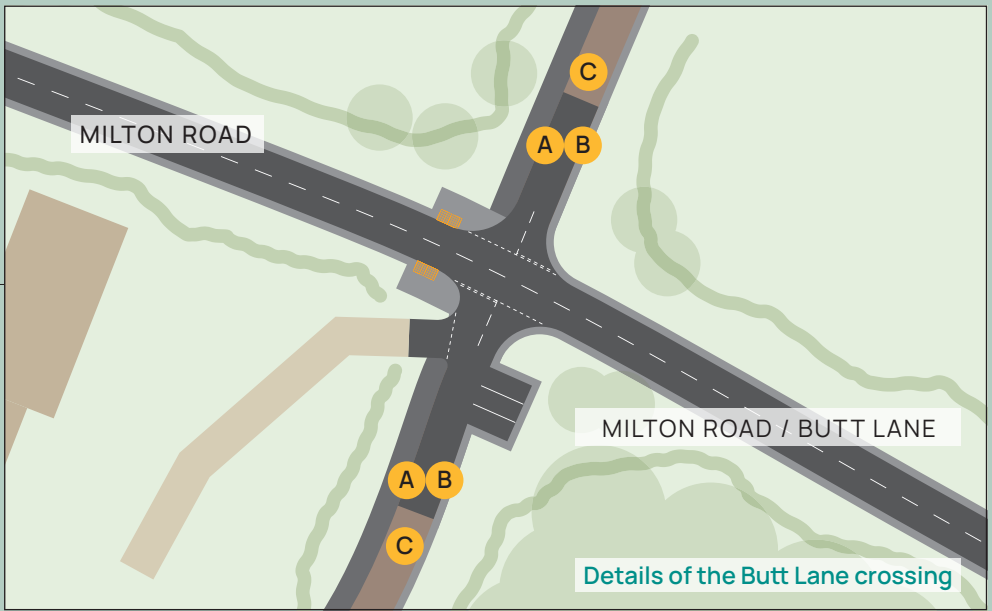 C
MILTON ROAD
A B
MILTON ROAD / BUTT LANE
A B
C
Details of the Butt Lane crossing